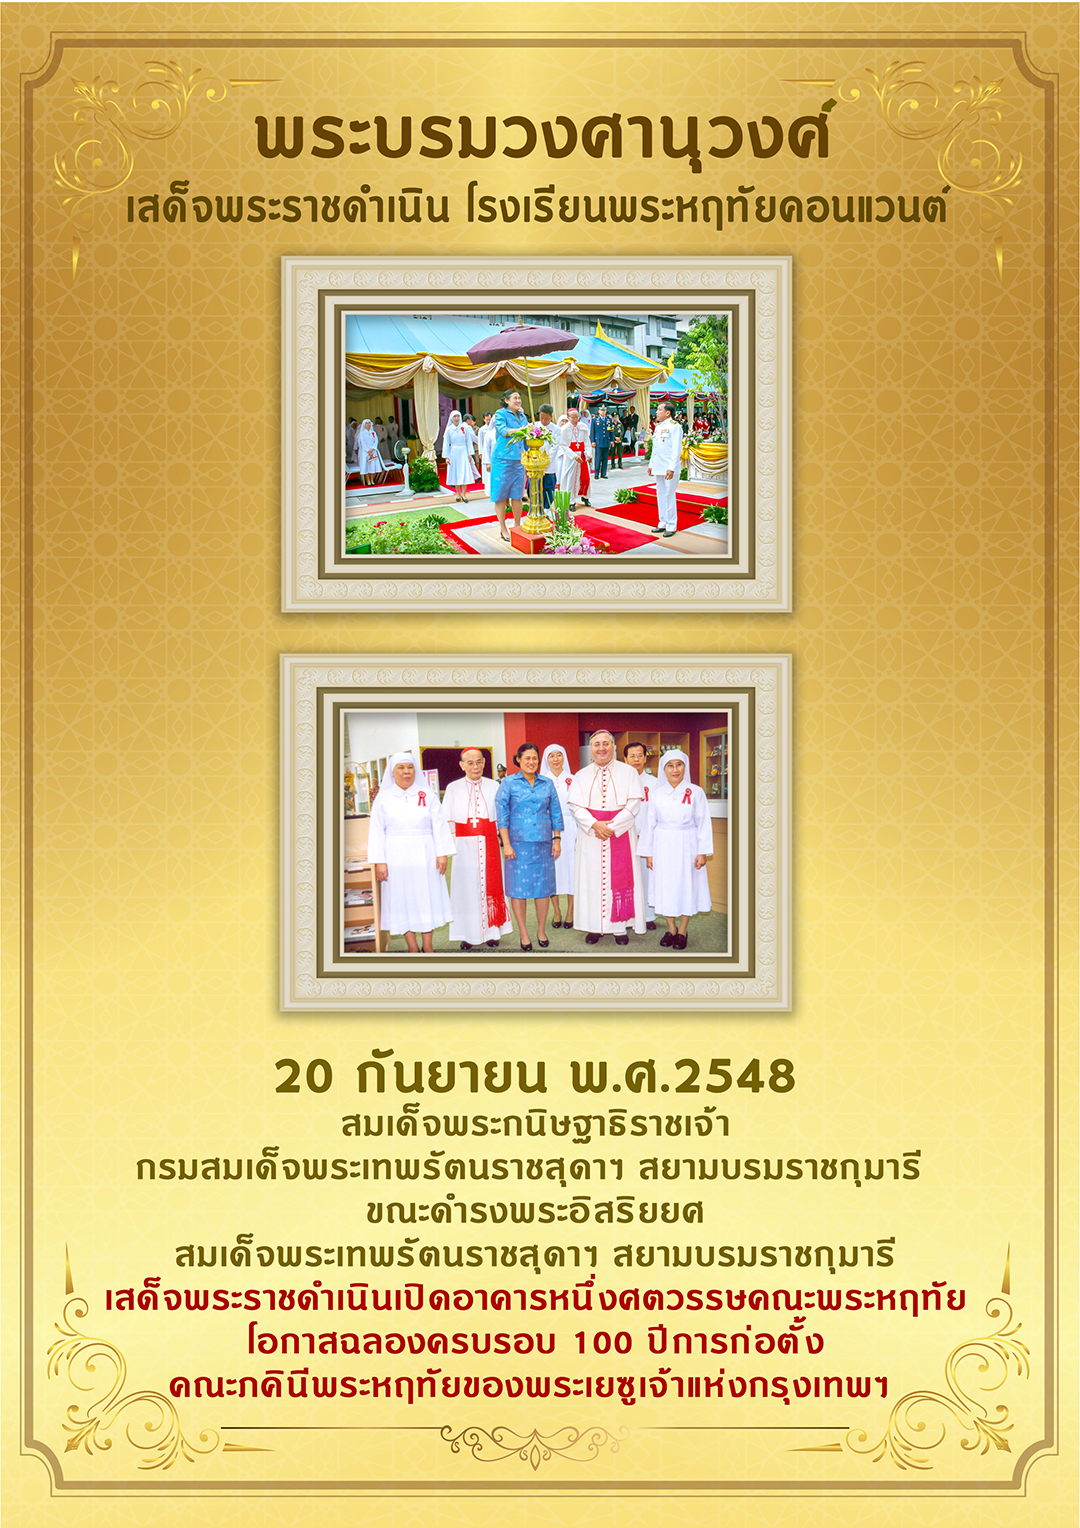 พระบรมวงศานุวงศ์
เสด็จพระราชดำเนิน โรงเรียนพระหฤทัยคอนแวนต์
20 กันยายน พ.ศ.2548
สมเด็จพระกนิษฐาธิราชเจ้า
กรมสมเด็จพระเทพรัตนราชสุดาฯ สยามบรมราชกุมารี
ขณะดำรงพระอิสริยยศ
สมเด็จพระเทพรัตนราชสุดาฯ สยามบรมราชกุมารี
เสด็จพระราชดำเนินเปิดอาคารหนึ่งศตวรรษคณะพระหฤทัย
โอกาสฉลองครบรอบ 100 ปีการก่อตั้ง
คณะภคินีพระหฤทัยของพระเยซูเจ้าแห่งกรุงเทพฯ